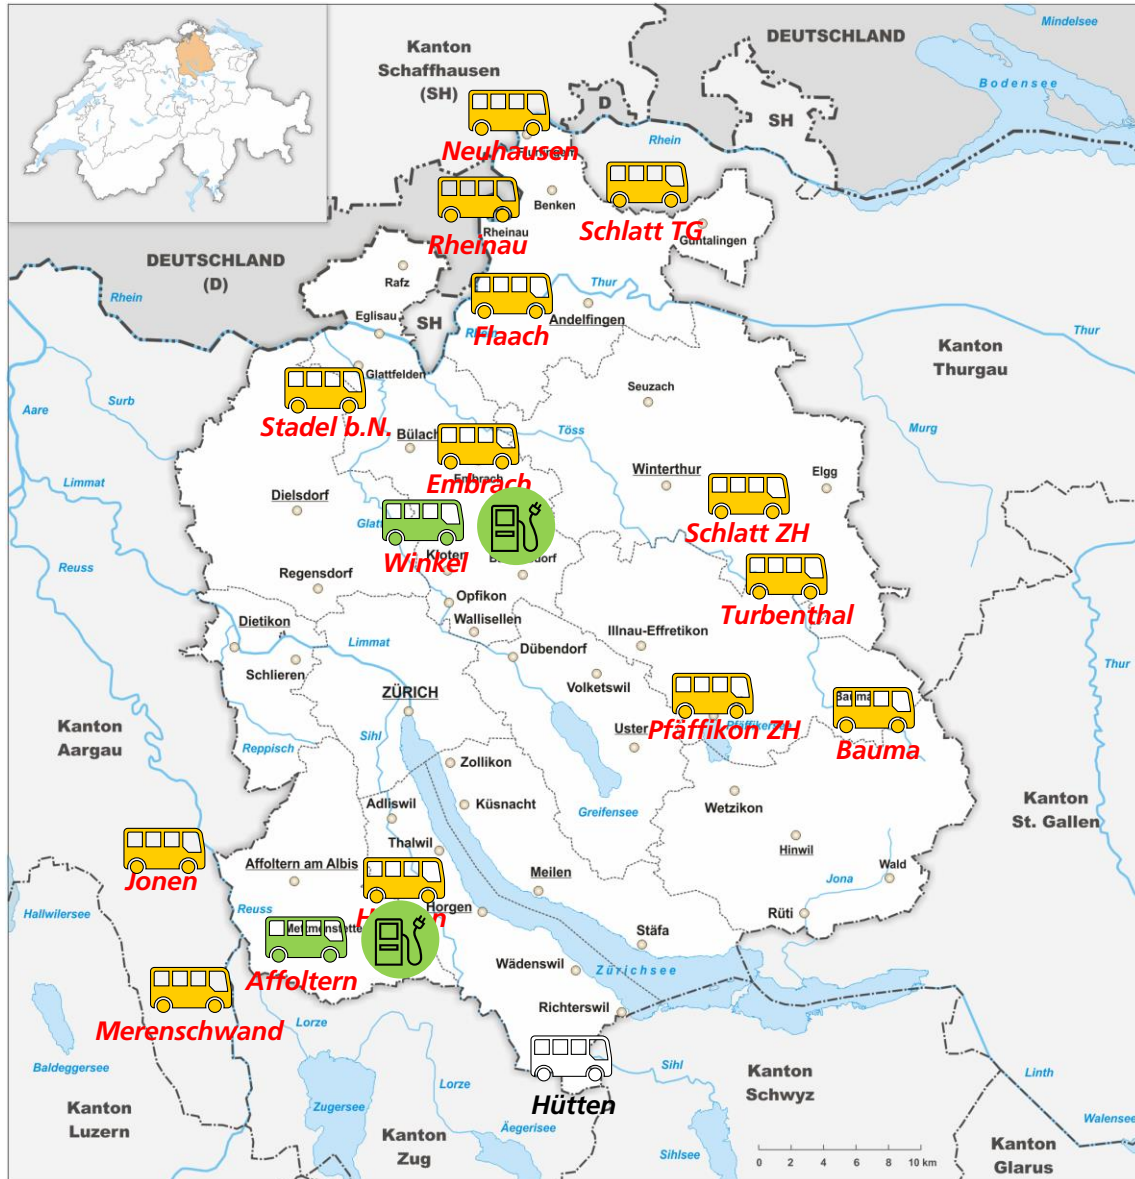 Mindelsee
DEUTSCHLAND
Kanton
Schaffhausen
(SH)
Bodensee
D
SH
Neuhausen
Rhein
Benken
Schlatt TG
Guntalingen
Rheinau
Rheinau
DEUTSCHLAND
(D)
Rafz
Rhein
Thur
Eglisau
SH
Flaach
Andelfingen
Thur
Kanton
Thurgau
Glattfelden
Seuzach
Aare
Surb
Stadel b.N.
Bülach
Töss
Murg
Embrach
Winterthur
Elgg
Limmat
Dielsdorf
Schlatt ZH
Glatt
Winkel
Kloten
Reuss
Regensdorf
Turbenthal
Opfikon
Dietikon
Limmat
Wallisellen
Illnau-Effretikon
Dübendorf
Schlieren
Thur
ZÜRICH
Volketswil
Bauma
Kanton
Aargau
Sihl
Uster
Pfäffikon ZH
Pfäffikersee
Bauma
Reppisch
Zollikon
Greifensee
Wetzikon
Kanton
St. Gallen
Adliswil
Küsnacht
Thalwil
Hinwil
Jonen
Affoltern am Albis
Meilen
Wald
Jona
Hallwilersee
Reuss
Horgen
Rüti
Stäfa
Affoltern
Wädenswil
Zürichsee
Merenschwand
Richterswil
Lorze
Baldeggersee
Sihl
Kanton
Schwyz
Linth
Lorze
Hütten
Zugersee
Kanton
Luzern
Ägerisee
Walensee
Kanton
Zug
Sihlsee
Kanton
Glarus
0 2 4 6 8 10 km